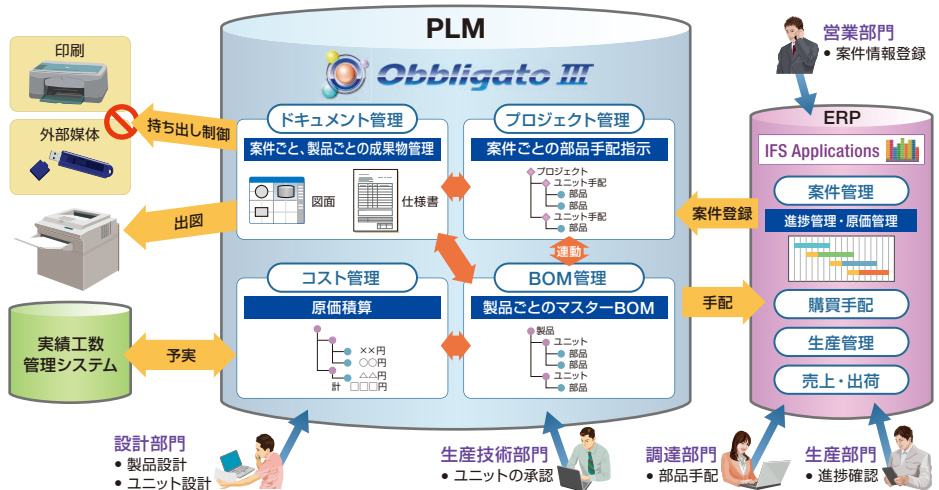 PLM
Obbligato III
印刷
外部媒体
持ち出し制御
出図
実績工数
管理システム
予実
ドキュメント管理
案件ごと、製品ごとの成果物管理
図面
仕様書
プロジェクト管理
案件ごとの部品手配指示
プロジェクト
ユニット手配
部品
部品
ユニット手配
部品
連動
コスト管理
原価積算
××円
○○円
△△円
計 □□□円
BOM管理
製品ごとのマスターBOM
製品
ユニット
部品
部品
ユニット
部品
案件登録
手配
営業部門
• 案件情報登録
ERP
IFS Applications
案件管理
進捗管理・原価管理
購買手配
生産管理
売上・出荷
設計部門
• 製品設計
• ユニット設計
生産技術部門
• ユニットの承認
調達部門
• 部品手配
生産部門
• 進捗確認